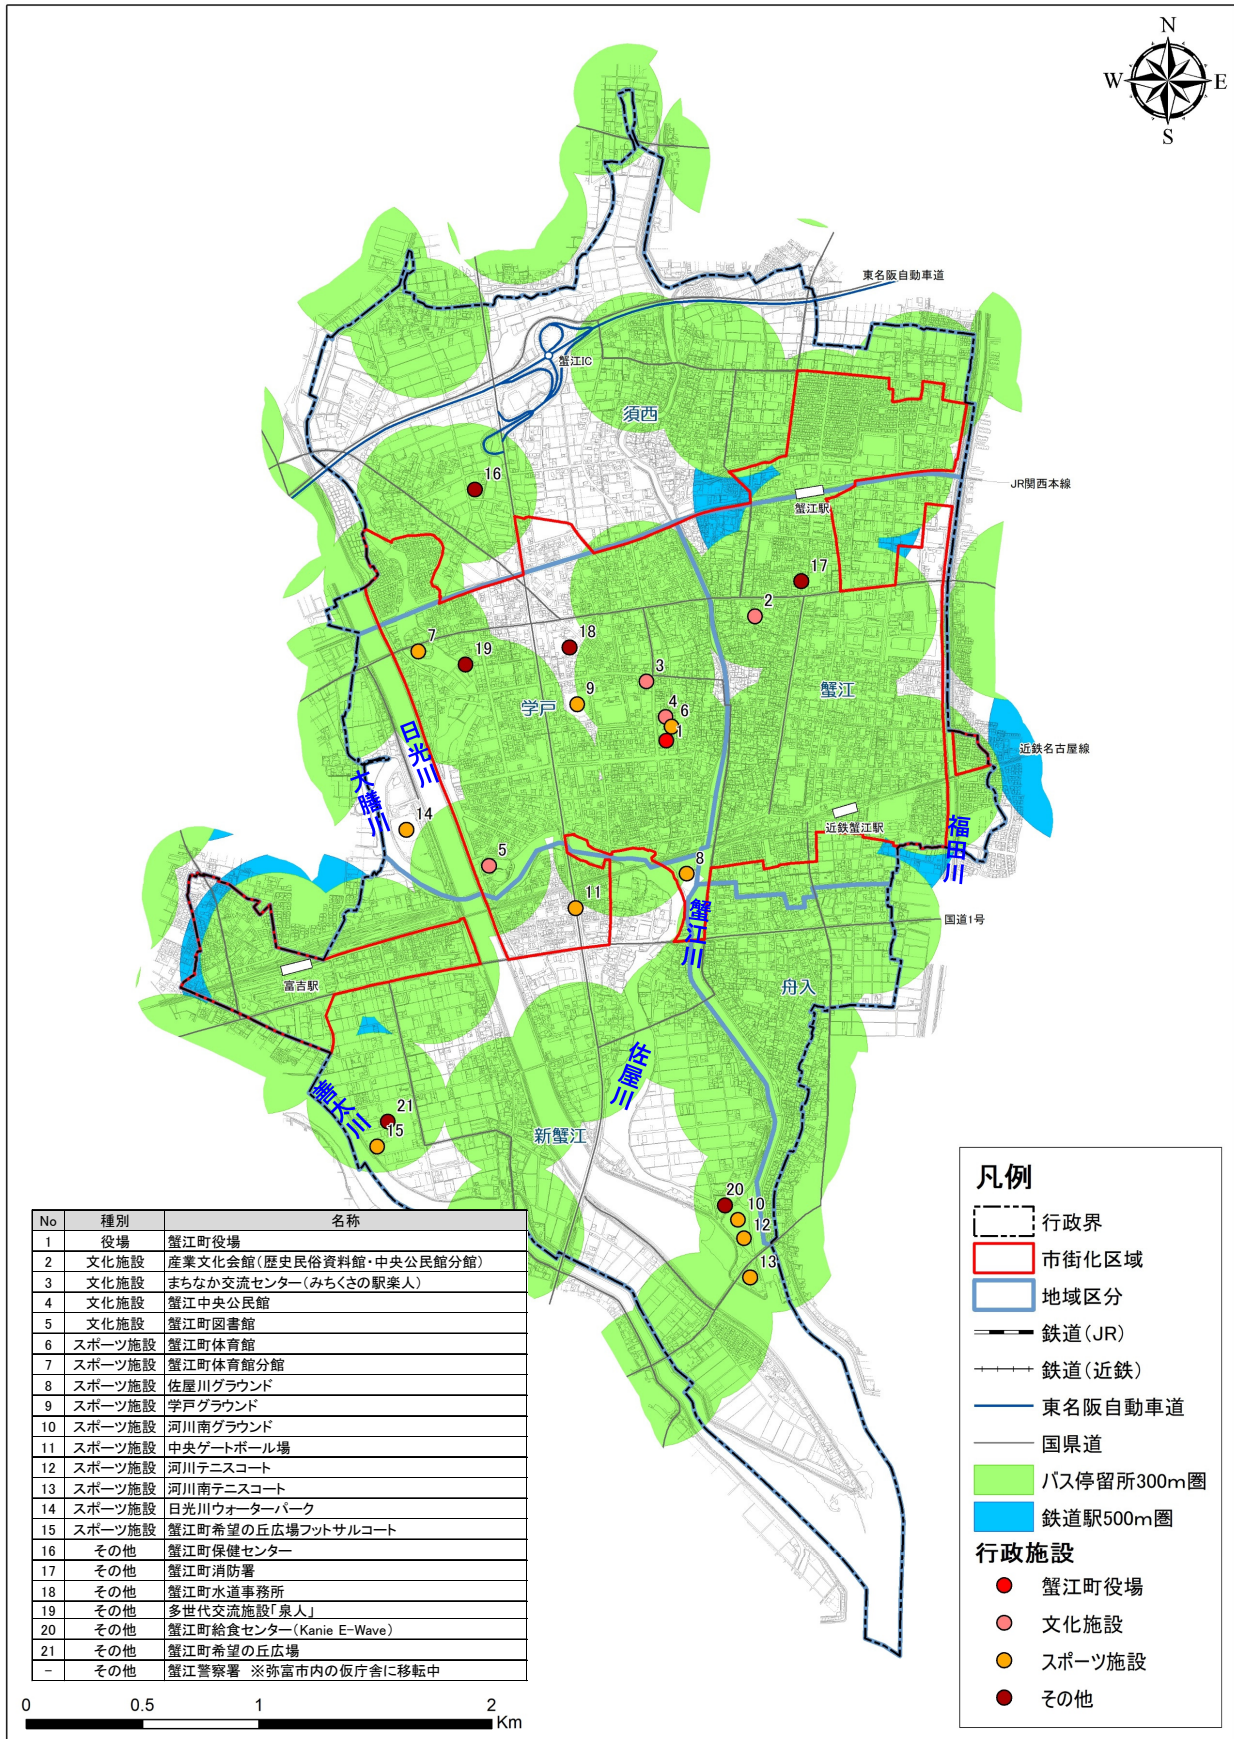 N
W E
S
東名阪自動車道
蟹江IC
須西
16
JR関西本線
蟹江駅
17
2
18
7
19
3
9
学戸
4
6
1
蟹江
日光川
大膳川
近鉄名古屋線
14
近鉄蟹江駅
福田川
5
8
11
蟹江川
国道1号
富吉駅
舟入
佐屋川
善太川
21
15
新蟹江
20
10
12
13
No 種別 名称
1 役場 蟹江町役場
2 文化施設 産業文化会館(歴史民俗資料館・中央公民館分館)
3 文化施設 まちなか交流センター(みちくさの駅楽人)
4 文化施設 蟹江中央公民館
5 文化施設 蟹江町図書館
6 スポーツ施設 蟹江町体育館
7 スポーツ施設 蟹江町体育館分館
8 スポーツ施設 佐屋川グラウンド
9 スポーツ施設 学戸グラウンド
10 スポーツ施設 河川南グラウンド
11 スポーツ施設 中央ゲートボール場
12 スポーツ施設 河川テニスコート
13 スポーツ施設 河川南テニスコート
14 スポーツ施設 日光川ウォーターパーク
15 スポーツ施設 蟹江町希望の丘広場フットサルコート
16 その他 蟹江町保健センター
17 その他 蟹江町消防署
18 その他 蟹江町水道事務所
19 その他 多世代交流施設「泉人」
20 その他 蟹江町給食センター(Kanie E-Wave)
21 その他 蟹江町希望の丘広場
- その他 蟹江警察署 ※弥富市内の仮庁舎に移転中
0 0.5 1 2
Km
凡例
行政界
市街化区域
地域区分
鉄道(JR)
鉄道(近鉄)
東名阪自動車道
国県道
バス停留所300m圏
鉄道駅500m圏
行政施設
蟹江町役場
文化施設
スポーツ施設
その他